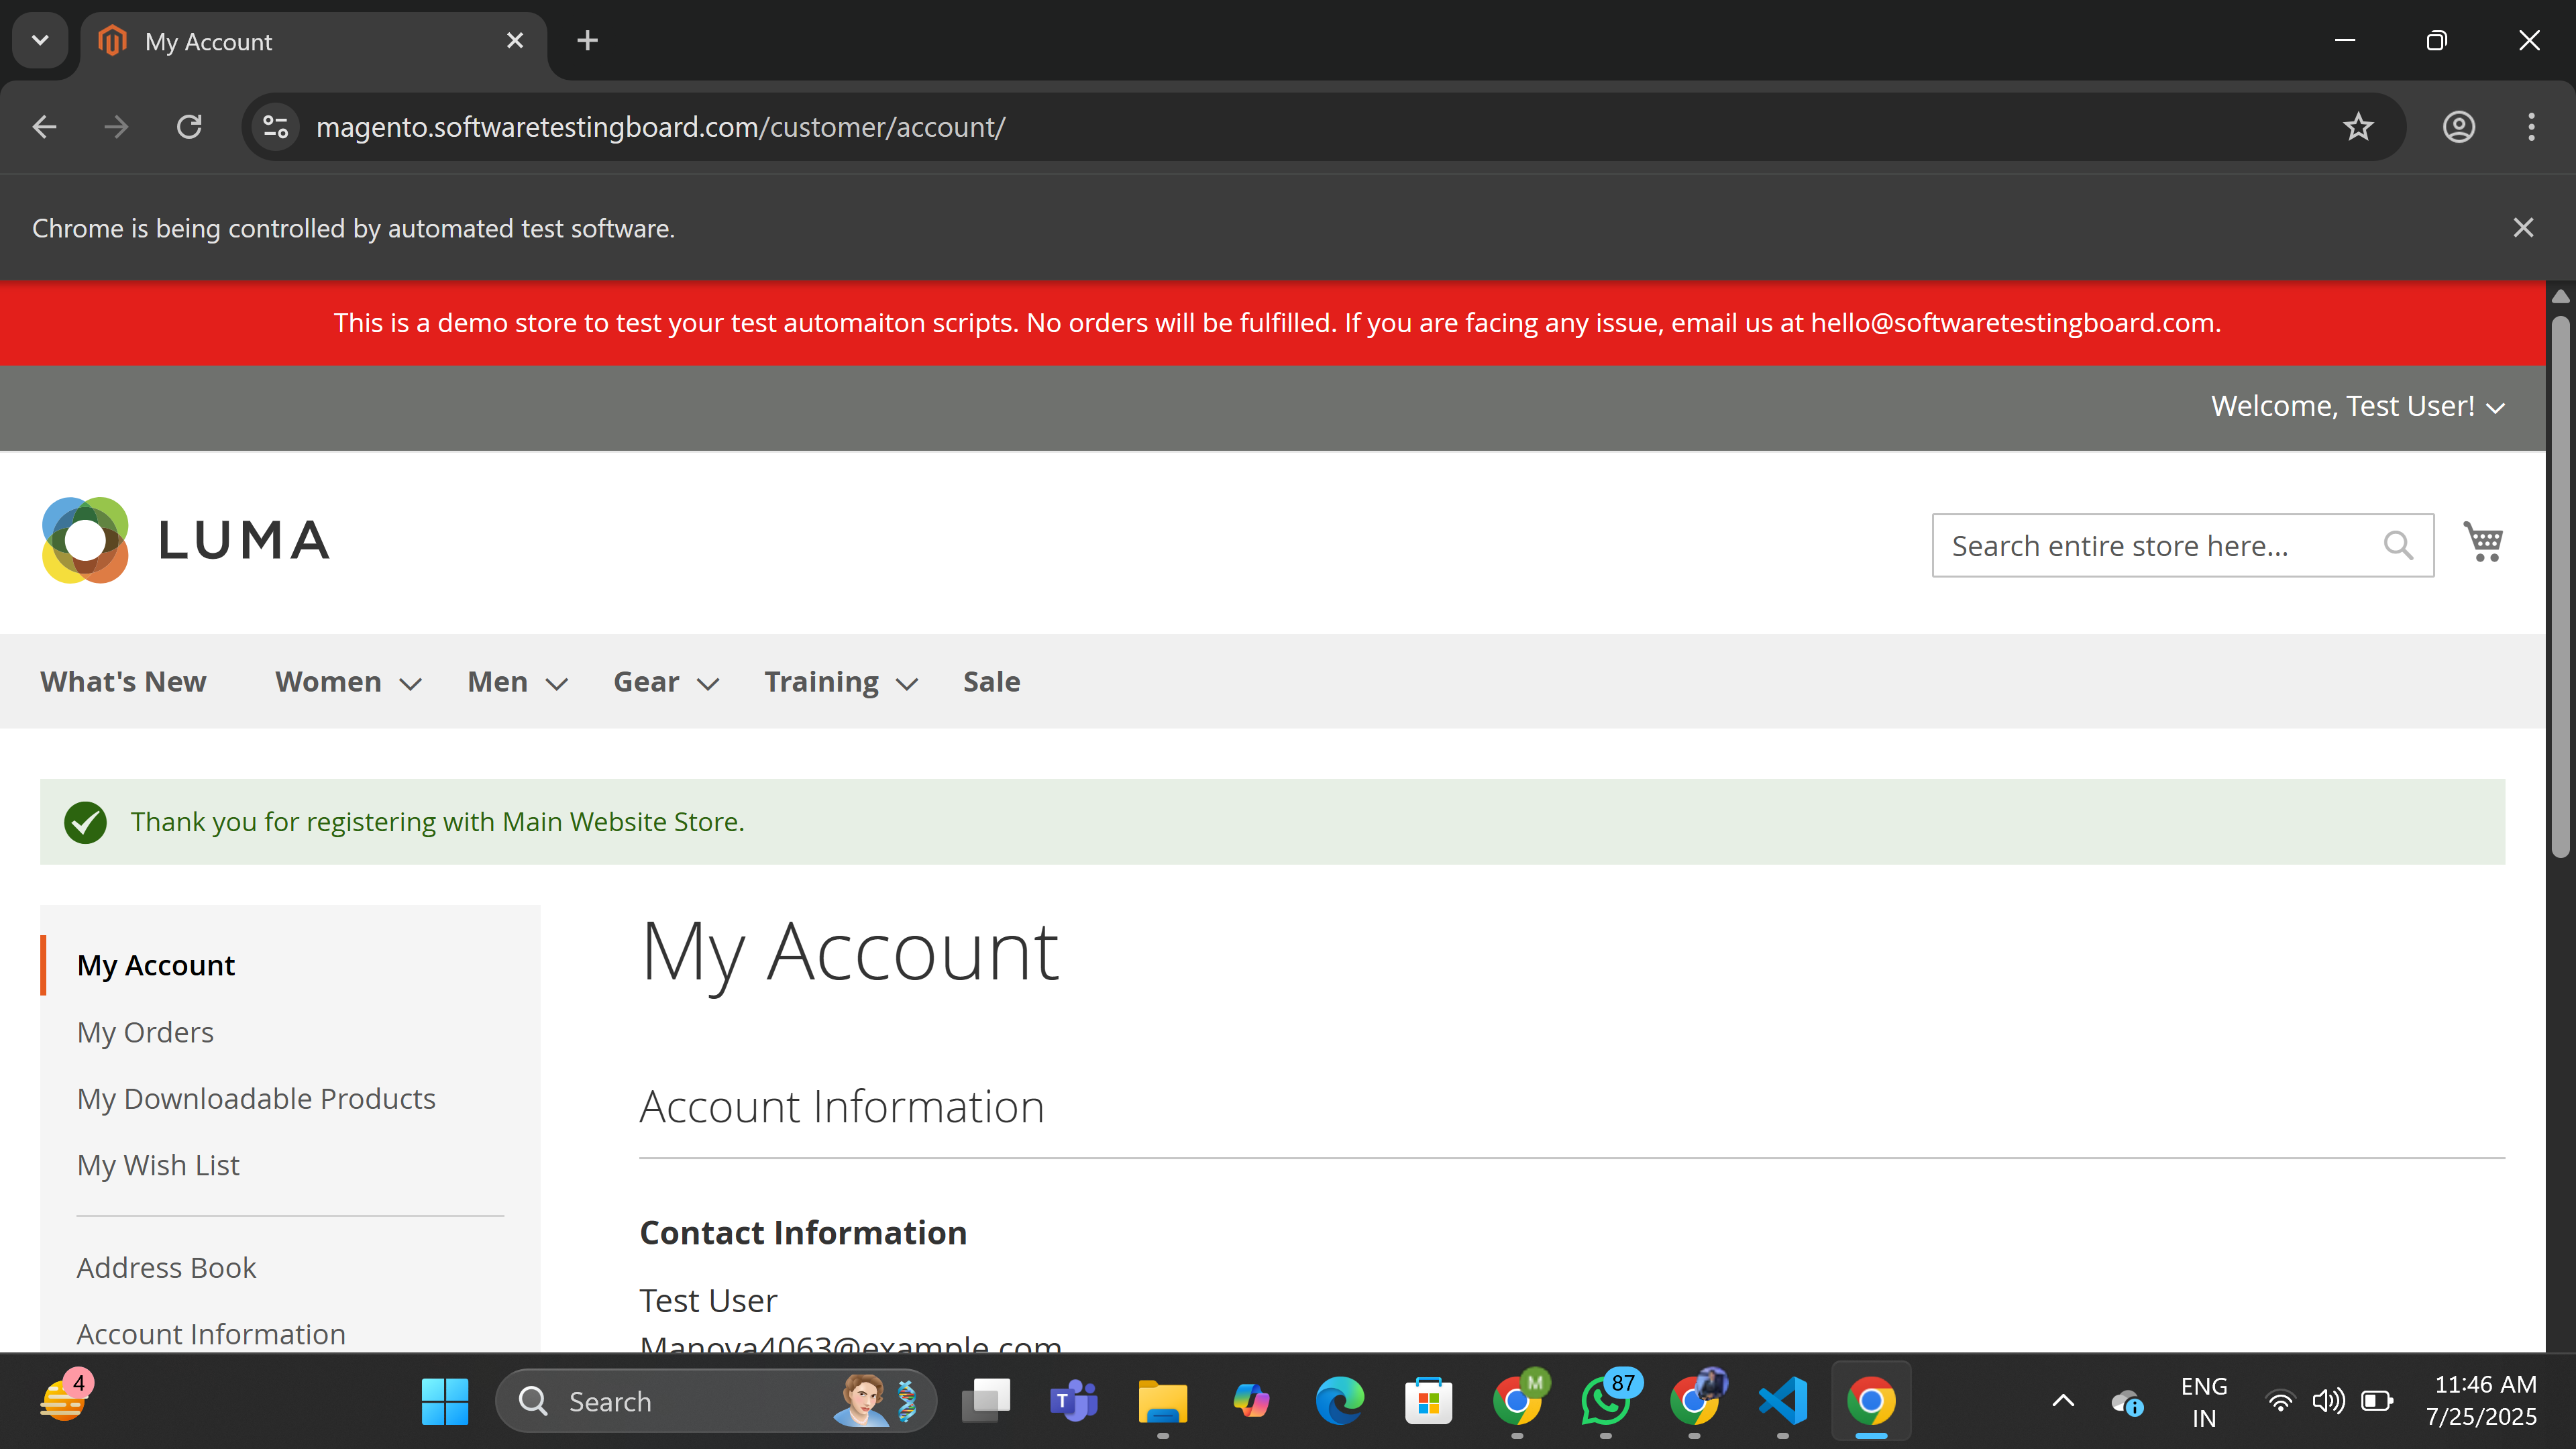 My Account
magento.softwaretestingboard.com/customer/account/
Chrome is being controlled by automated test software.
This is a demo store to test your test automaiton scripts. No orders will be fulfilled. If you are facing any issue, email us at hello@softwaretestingboard.com.
Welcome, Test User!
LUMA
Search entire store here...
What's New Women Men Gear Training Sale
Thank you for registering with Main Website Store.
My Account
My Orders
My Downloadable Products
My Wish List
Address Book
Account Information
My Account
Account Information
Contact Information
Test User
Manova4063@example.com
4
Search
T
M
87
ENG
IN
11:46 AM
7/25/2025